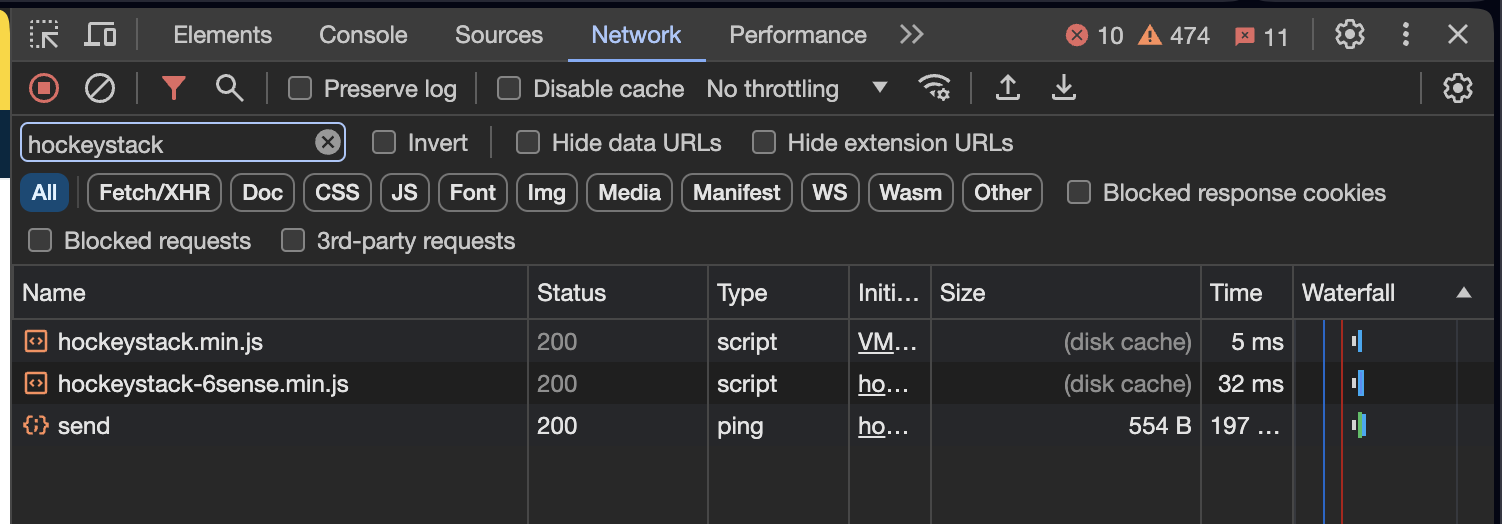 Elements Console Sources Network Performance 10 474 11
Preserve log Disable cache No throttling
hockeystack Invert Hide data URLs Hide extension URLs
All Fetch/XHR Doc CSS JS Font Img Media Manifest WS Wasm Other Blocked response cookies
Blocked requests 3rd-party requests
Name Status Type Initi... Size Time Waterfall
hockeystack.min.js 200 script VM... (disk cache) 5 ms
hockeystack-6sense.min.js 200 script ho... (disk cache) 32 ms
send 200 ping ho... 554 B 197 ...